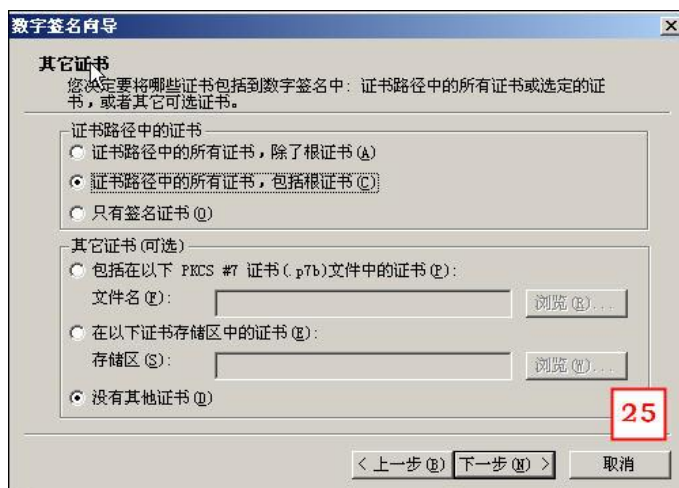 数字签名向导
其它证书
您决定要将哪些证书包括到数字签名中: 证书路径中的所有证书或选定的证
书，或者其它可选证书。
证书路径中的证书
证书路径中的所有证书，除了根证书(A)
证书路径中的所有证书，包括根证书(C)
只有签名证书(O)
其它证书(可选)
包括在以下 PKCS #7 证书(.p7b)文件中的证书(P):
文件名(F):
浏览(R)...
在以下证书存储区中的证书(E):
存储区(S):
浏览(W)...
没有其他证书(D)
25
< 上一步(B)
下一步(N) >
取消